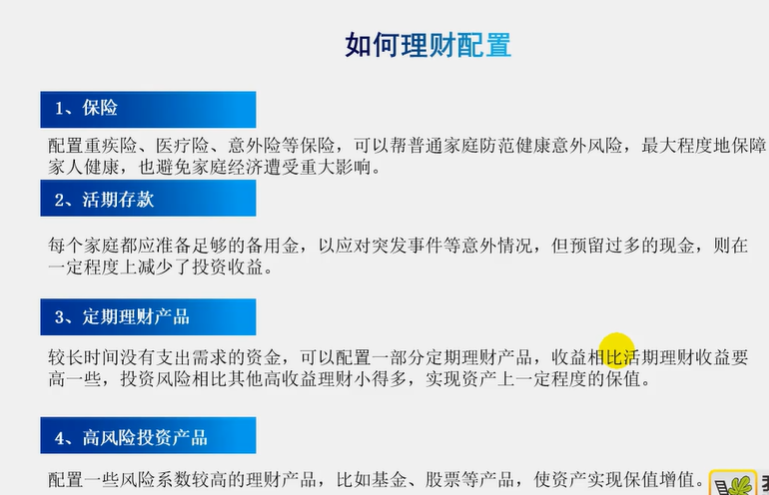 如何理财配置
1、保险
配置重疾险、医疗险、意外险等保险，可以帮普通家庭防范健康意外风险，最大程度地保障
家人健康，也避免家庭经济遭受重大影响。
2、活期存款
每个家庭都应准备足够的备用金，以应对突发事件等意外情况，但预留过多的现金，则在
一定程度上减少了投资收益。
3、定期理财产品
较长时间没有支出需求的资金，可以配置一部分定期理财产品，收益相比活期理财收益要
高一些，投资风险相比其他高收益理财小得多，实现资产上一定程度的保值。
4、高风险投资产品
配置一些风险系数较高的理财产品，比如基金、股票等产品，使资产实现保值增值。